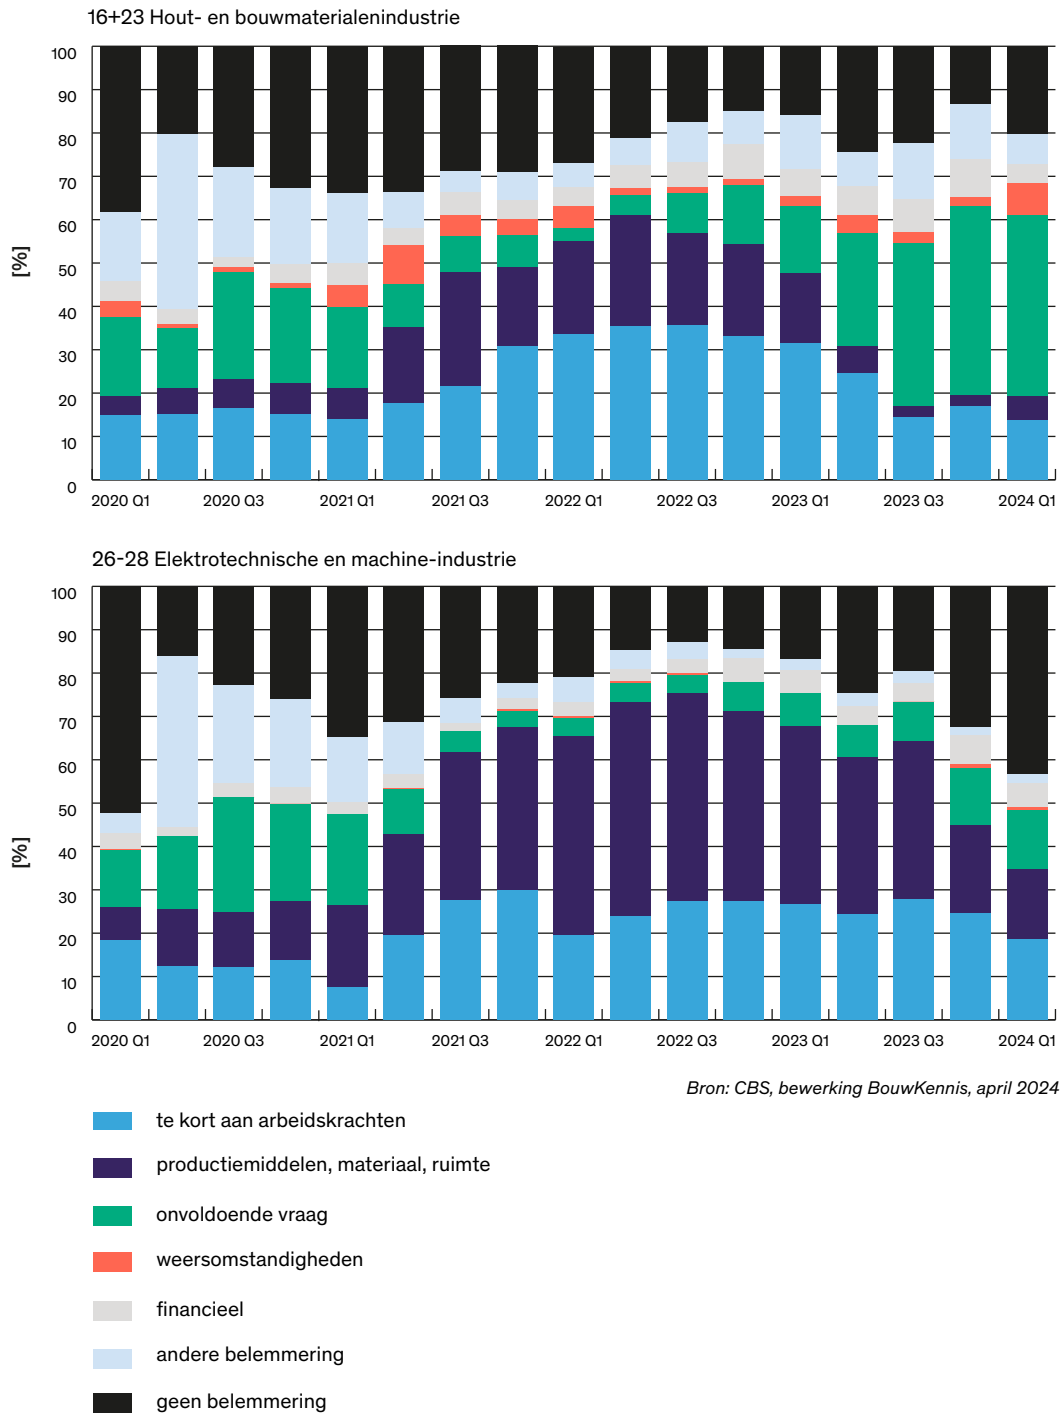 16+23 Hout- en bouwmaterialenindustrie
100
90
80
70
60
50
40
30
20
10
0
[%]
2020 Q1 2020 Q3 2021 Q1 2021 Q3 2022 Q1 2022 Q3 2023 Q1 2023 Q3 2024 Q1
26-28 Elektrotechnische en machine-industrie
100
90
80
70
60
50
40
30
20
10
0
[%]
2020 Q1 2020 Q3 2021 Q1 2021 Q3 2022 Q1 2022 Q3 2023 Q1 2023 Q3 2024 Q1
Bron: CBS, bewerking BouwKennis, april 2024
te kort aan arbeidskrachten
productiemiddelen, materiaal, ruimte
onvoldoende vraag
weersomstandigheden
financieel
andere belemmering
geen belemmering